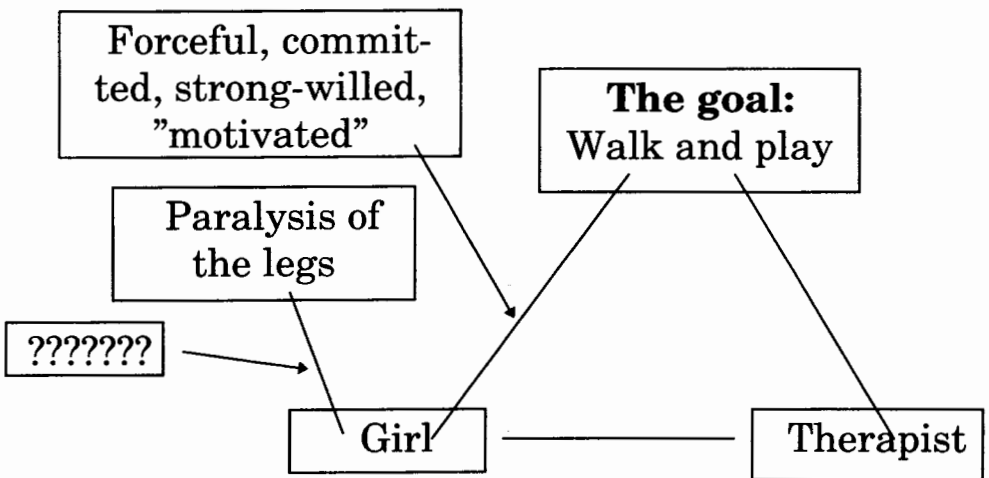 Forceful, commit-
ted, strong-willed,
”motivated”
The goal:
Walk and play
Paralysis of
the legs
???????
Girl
Therapist